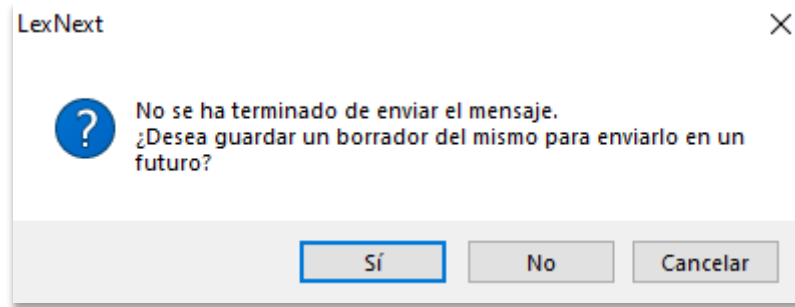 LexNext
No se ha terminado de enviar el mensaje.
¿Desea guardar un borrador del mismo para enviarlo en un
futuro?
Sí
No
Cancelar